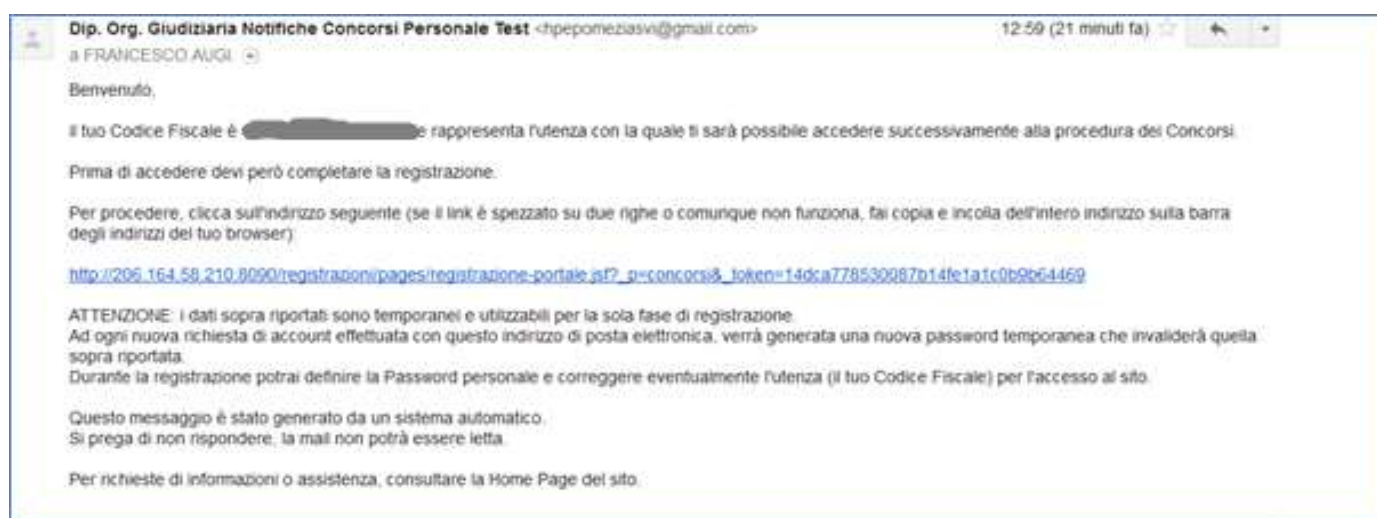 Dip. Org. Giudiziaria Notifiche Concorsi Personale Test <hpepomeziasvi@gmail.com> 12:59 (21 minuti fa)
a FRANCESCO AUGI.
Benvenuto,
il tuo Codice Fiscale è e rappresenta l'utenza con la quale ti sarà possibile accedere successivamente alla procedura dei Concorsi.
Prima di accedere devi però completare la registrazione.
Per procedere, clicca sull'indirizzo seguente (se il link è spezzato su due righe o comunque non funziona, fai copia e incolla dell'intero indirizzo sulla barra
degli indirizzi del tuo browser):
http://206.164.58.210:8090/registrazioni/pages/registrazione-portale.jsf?_p=concorsi&_token=14dca778530087b14fe1a1c0b9b64469
ATTENZIONE: i dati sopra riportati sono temporanei e utilizzabili per la sola fase di registrazione.
Ad ogni nuova richiesta di account effettuata con questo indirizzo di posta elettronica, verrà generata una nuova password temporanea che invaliderà quella
sopra riportata.
Durante la registrazione potrai definire la Password personale e correggere eventualmente l'utenza (il tuo Codice Fiscale) per l'accesso al sito.
Questo messaggio è stato generato da un sistema automatico.
Si prega di non rispondere, la mail non potrà essere letta.
Per richieste di informazioni o assistenza, consultare la Home Page del sito.